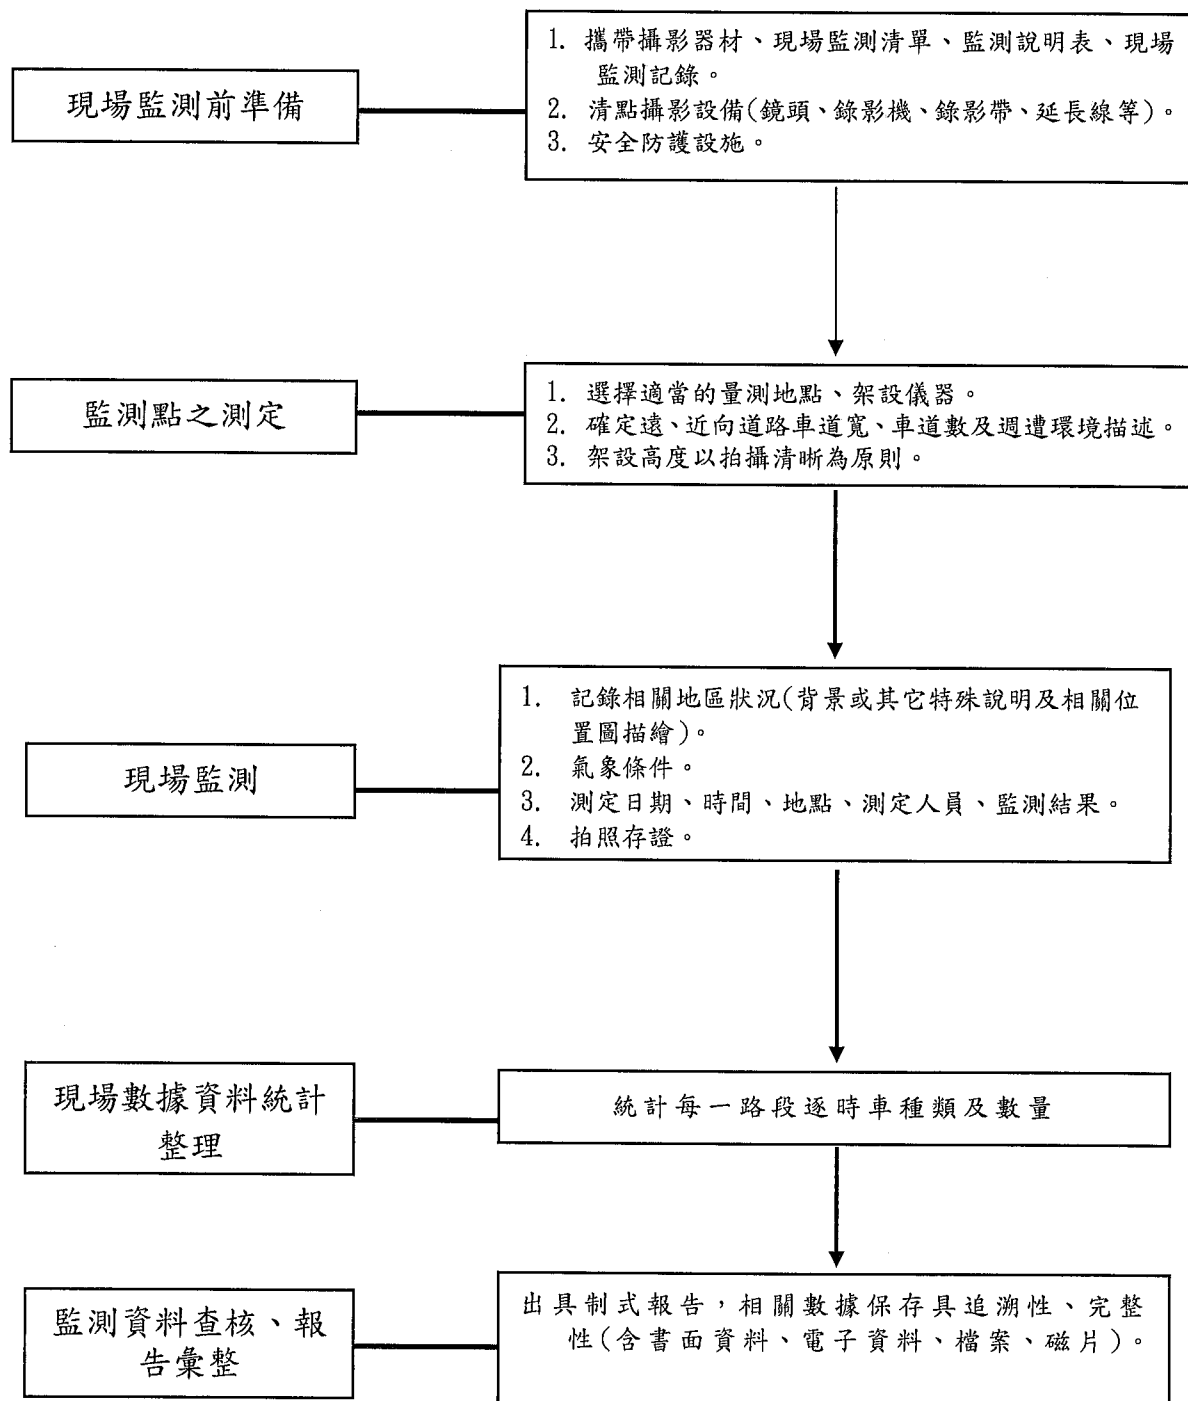 現場監測前準備
1. 攜帶攝影器材、現場監測清單、監測說明表、現場
監測記錄。
2. 清點攝影設備(鏡頭、錄影機、錄影帶、延長線等)。
3. 安全防護設施。
監測點之測定
1. 選擇適當的量測地點、架設儀器。
2. 確定遠、近向道路車道寬、車道數及週遭環境描述。
3. 架設高度以拍攝清晰為原則。
現場監測
1. 記錄相關地區狀況(背景或其它特殊說明及相關位
置圖描繪)。
2. 氣象條件。
3. 測定日期、時間、地點、測定人員、監測結果。
4. 拍照存證。
現場數據資料統計
整理
統計每一路段逐時車種類及數量
監測資料查核、報
告彙整
出具制式報告，相關數據保存具追溯性、完整
性(含書面資料、電子資料、檔案、磁片)。